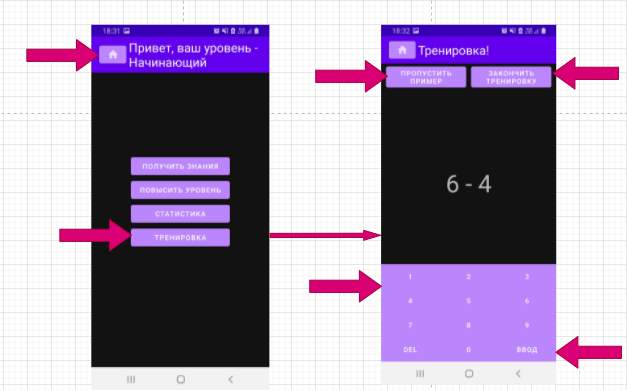 18:31
Привет, ваш уровень -
Начинающий
ПОЛУЧИТЬ ЗНАНИЯ
ПОВЫСИТЬ УРОВЕНЬ
СТАТИСТИКА
ТРЕНИРОВКА
18:32
Тренировка!
ПРОПУСТИТЬ
ПРИМЕР
ЗАКОНЧИТЬ
ТРЕНИРОВКУ
6 - 4
1 2 3
4 5 6
7 8 9
DEL 0 ВВОД